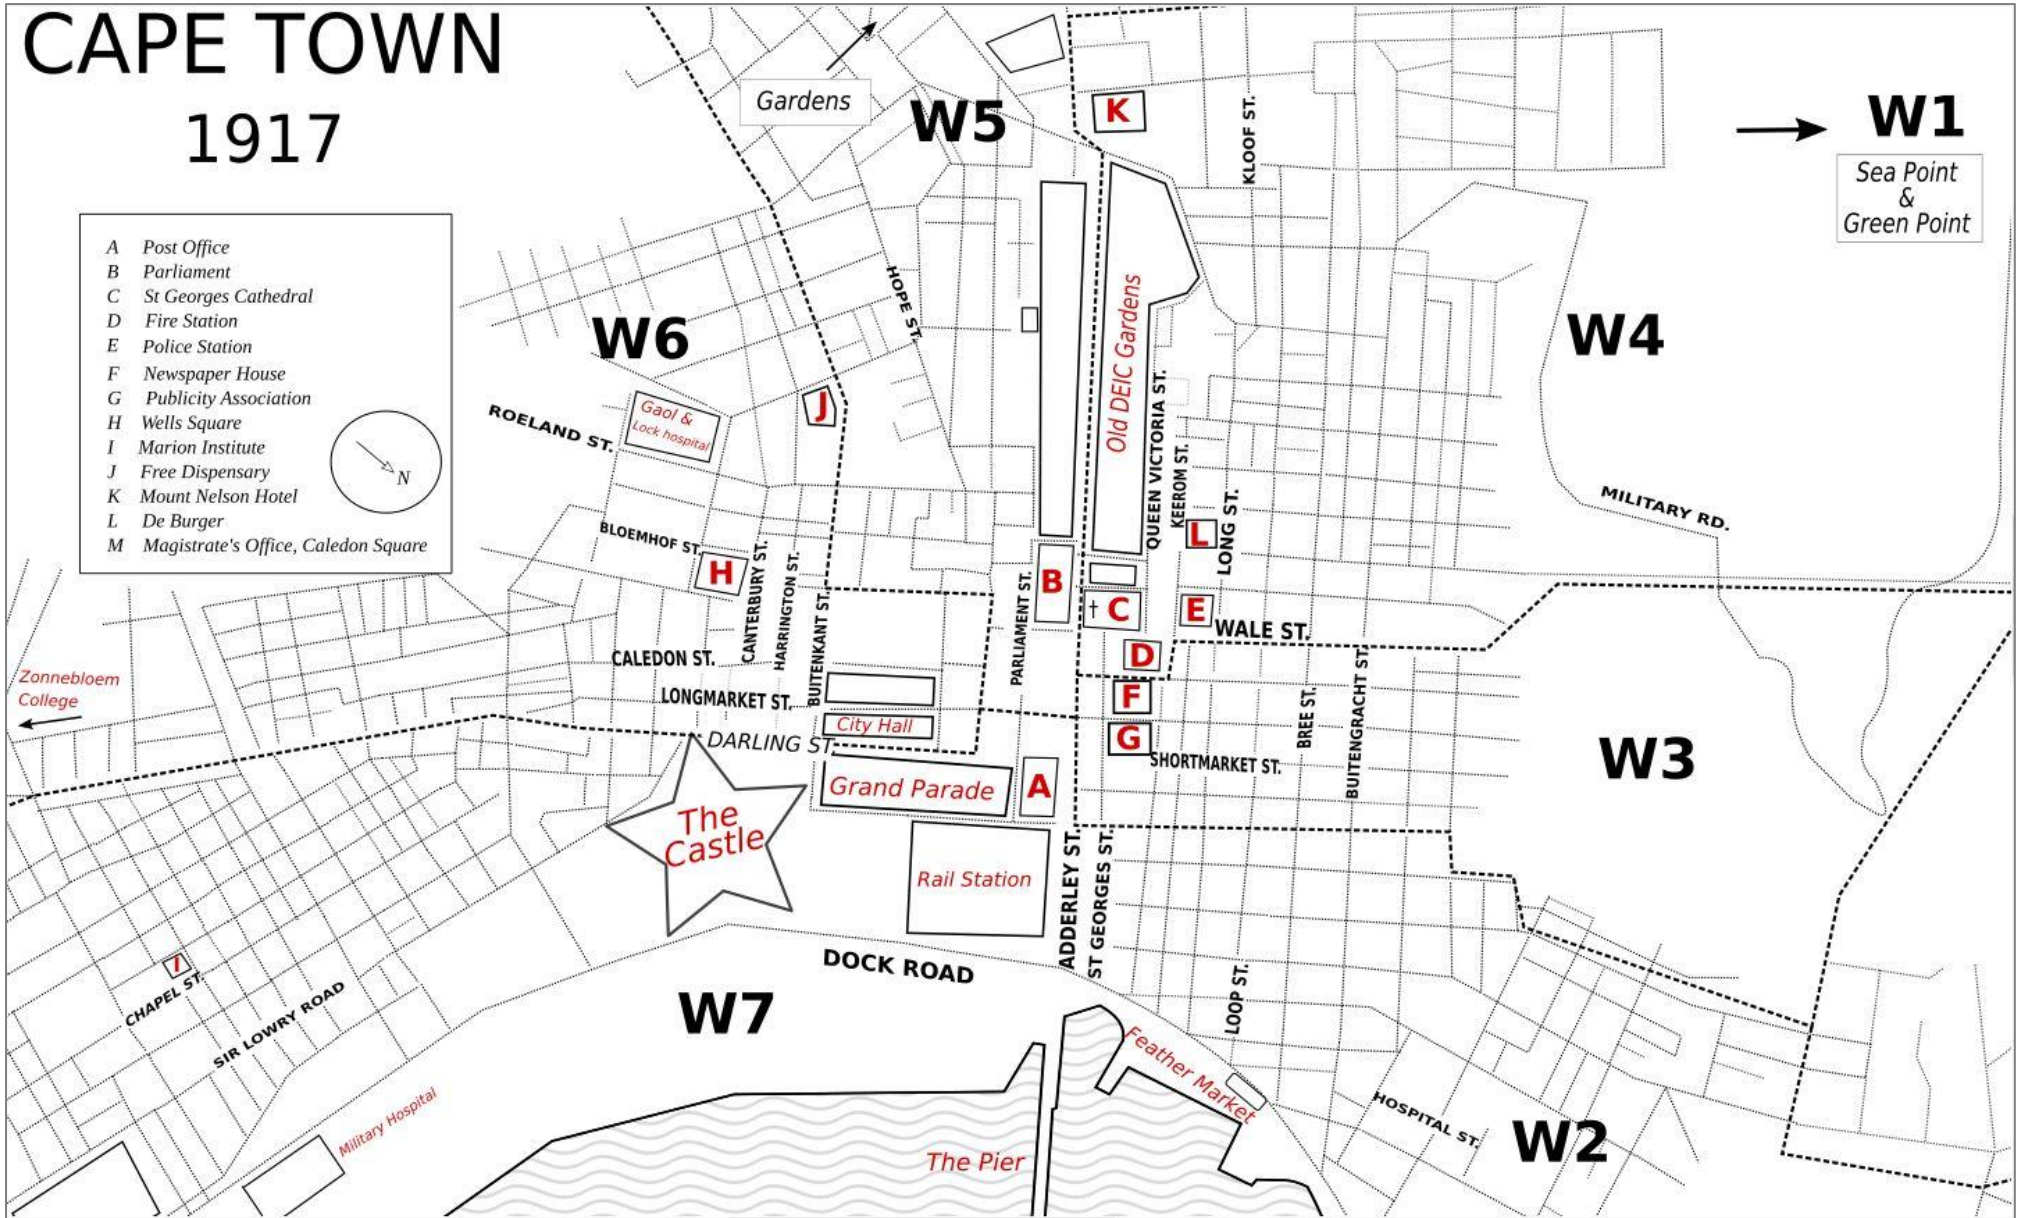 CAPE TOWN
1917
A Post Office
B Parliament
C St Georges Cathedral
D Fire Station
E Police Station
F Newspaper House
G Publicity Association
H Wells Square
I Marion Institute
J Free Dispensary
K Mount Nelson Hotel
L De Burger
M Magistrate's Office, Caledon Square
N
Gardens
W5
K
KLOOF ST.
W1
Sea Point
&
Green Point
W6
HOPE ST.
Old DEIC Gardens
W4
ROELAND ST.
Gaol &
Lock hospital
J
QUEEN VICTORIA ST.
KEEROM ST.
L
LONG ST.
MILITARY RD.
BLOEMHOF ST.
H
CANTERBURY ST.
HARRINGTON ST.
BUITENKANT ST.
PARLIAMENT ST.
B
† C
E
WALE ST.
D
Zonnebloem
College
CALEDON ST.
LONGMARKET ST.
City Hall
DARLING ST.
F
G
SHORTMARKET ST.
BREE ST.
BUITENGRACHT ST.
W3
The
Castle
Grand Parade
A
Rail Station
ADDERLEY ST.
ST GEORGES ST.
I
CHAPEL ST.
SIR LOWRY ROAD
DOCK ROAD
LOOP ST.
W7
Feather Market
Military Hospital
The Pier
HOSPITAL ST.
W2